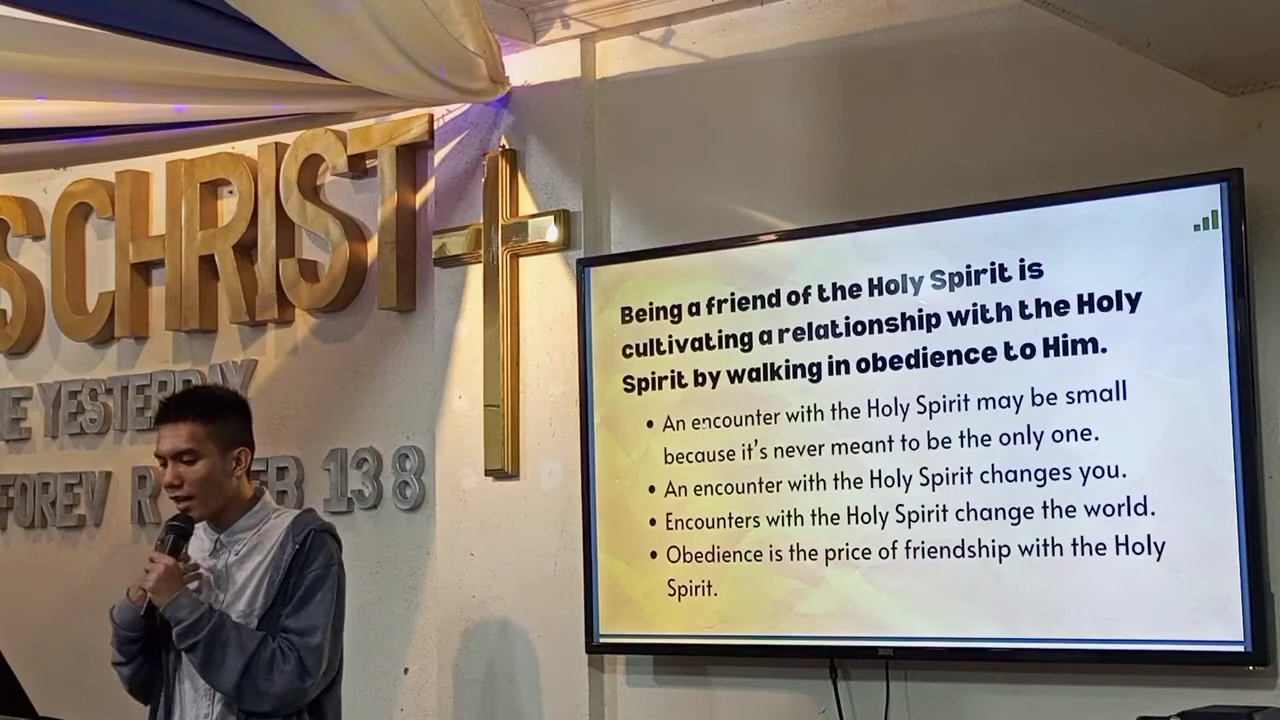 SCHRIST
E YESTERDAY
FOREV R EB 138
Being a friend of the Holy Spirit is
cultivating a relationship with the Holy
Spirit by walking in obedience to Him.
• An encounter with the Holy Spirit may be small
because it's never meant to be the only one.
• An encounter with the Holy Spirit changes you.
• Encounters with the Holy Spirit change the world.
• Obedience is the price of friendship with the Holy
Spirit.